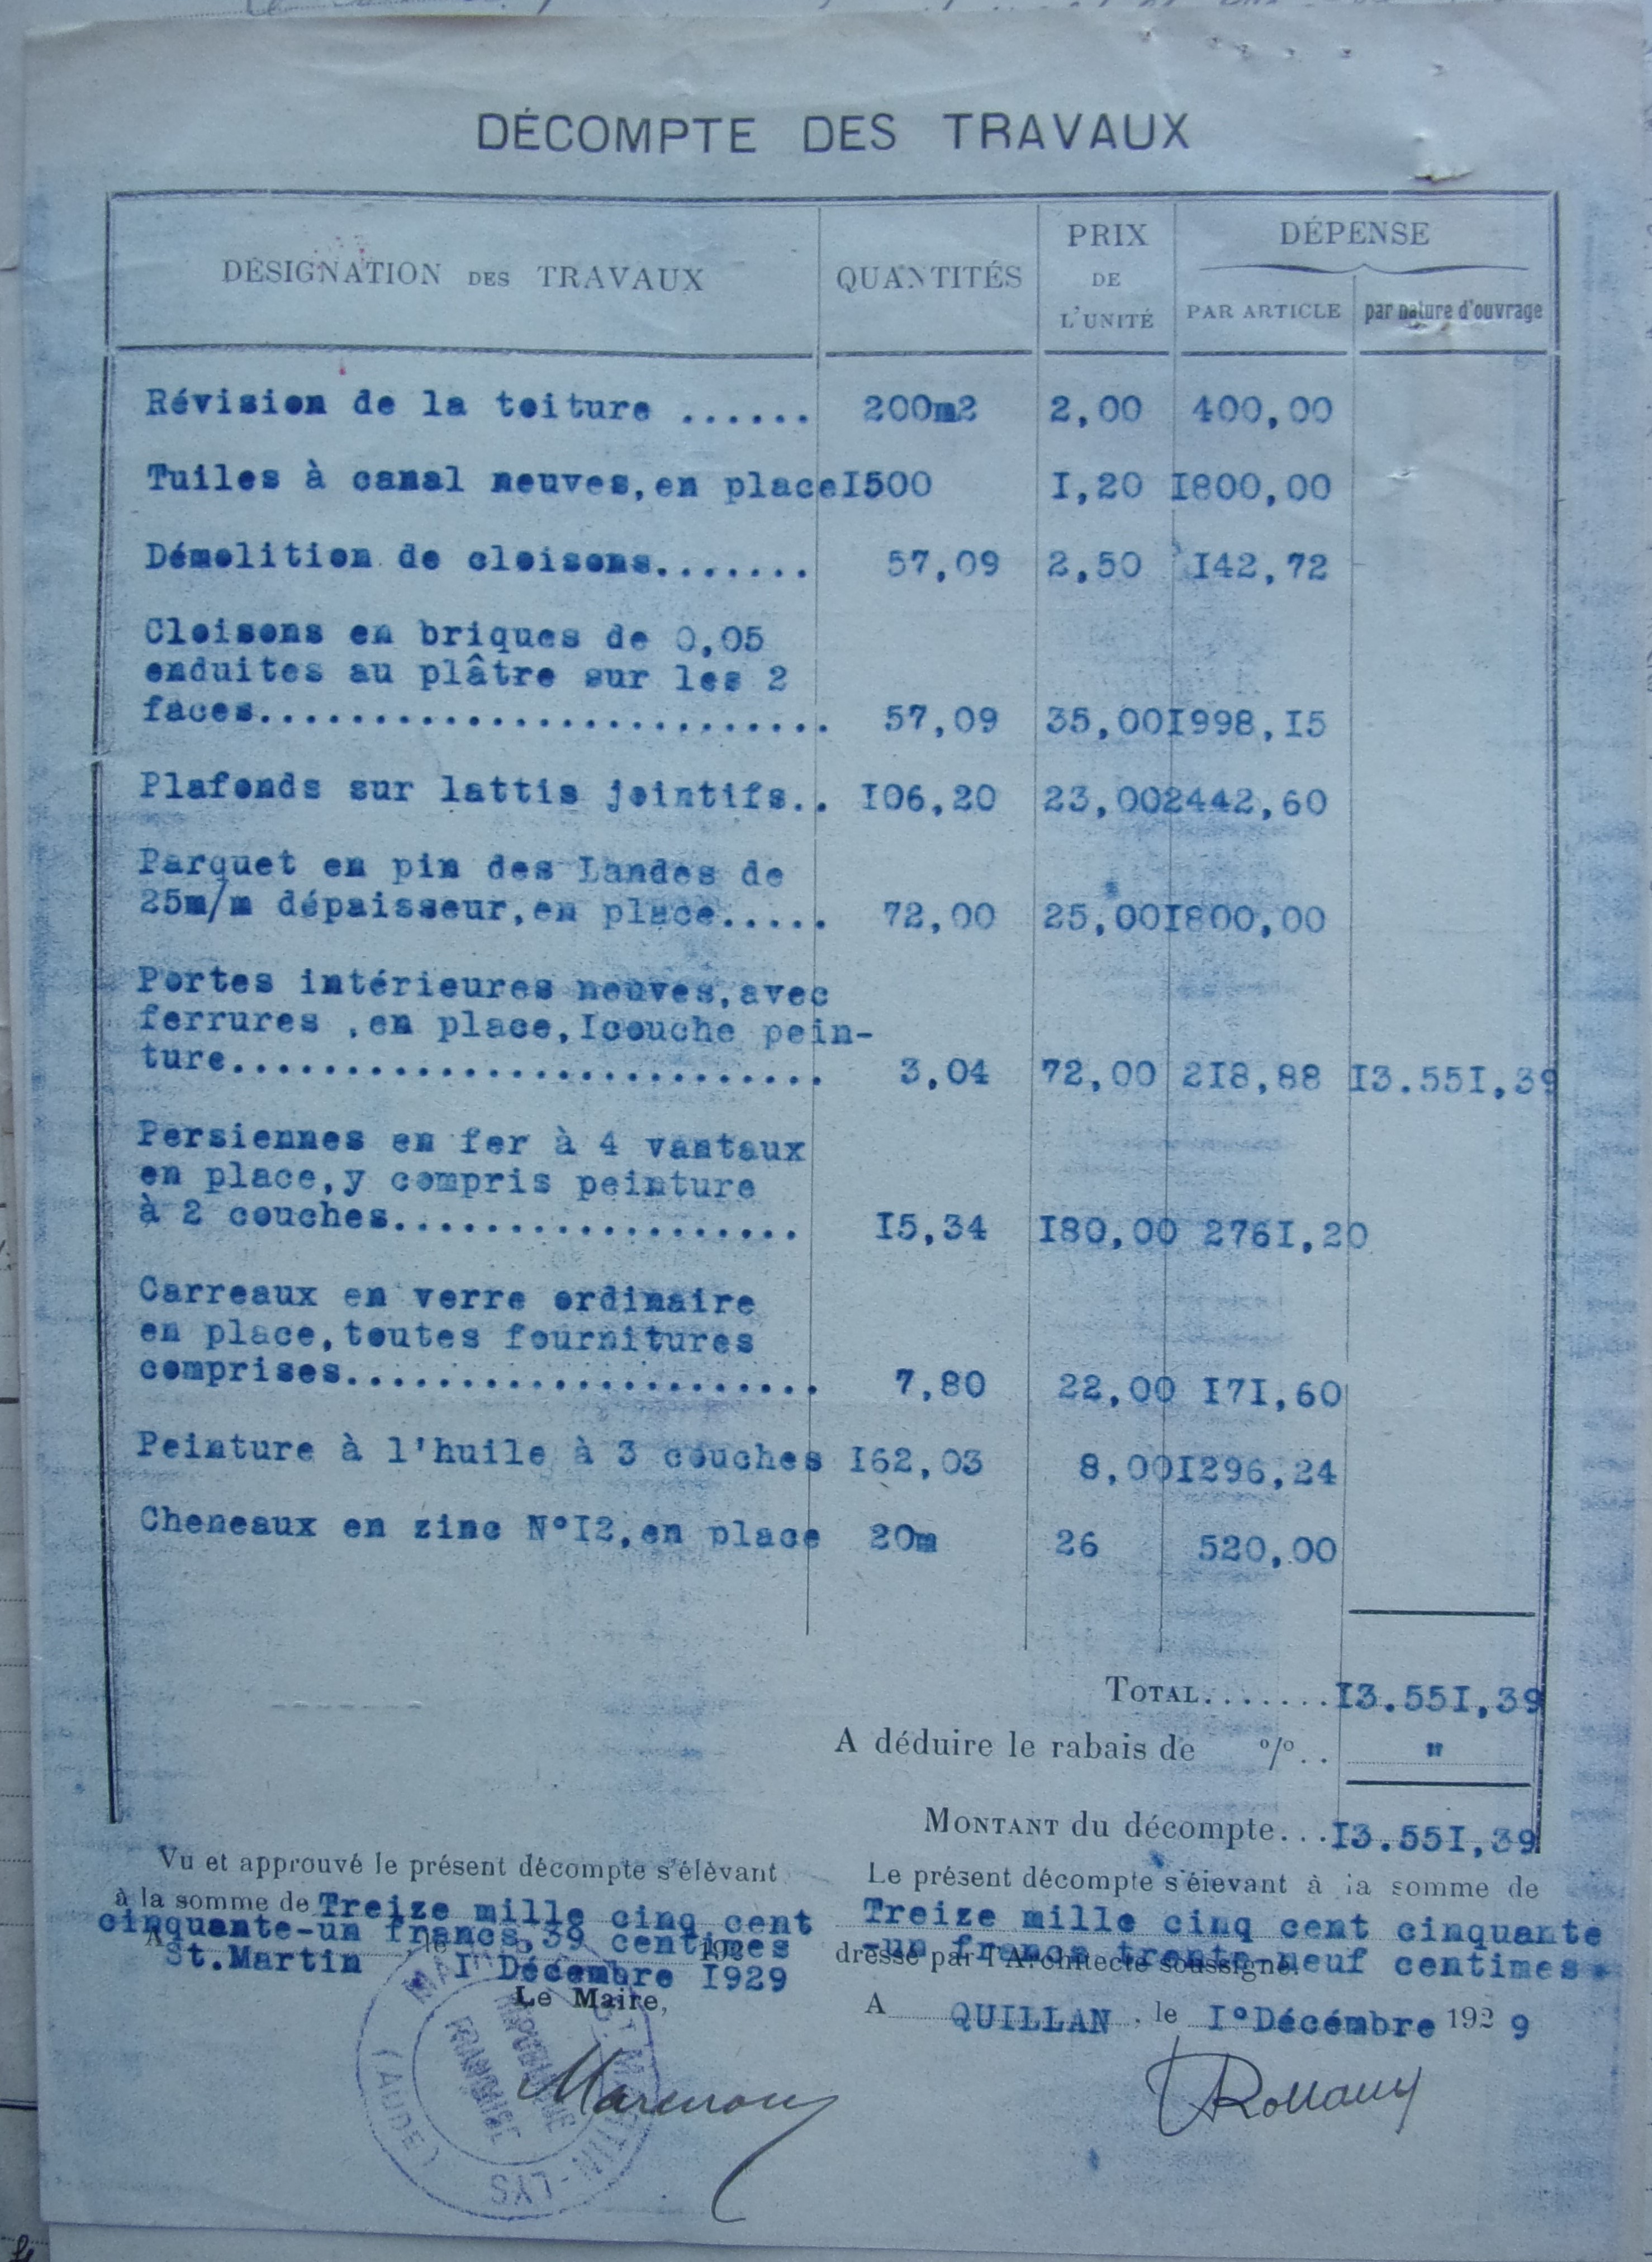 DÉCOMPTE DES TRAVAUX
DÉSIGNATION DES TRAVAUX
QUANTITÉS
PRIX
DE
L'UNITÉ
DÉPENSE
PAR ARTICLE
par nature d'ouvrage
Révision de la toiture ...... 200m2 2,00 400,00
Tuiles à canal neuves,en place I500 I,20 I800,00
Démolition de cloisons....... 57,09 2,50 I42,72
Cloisons en briques de 0,05
enduites au plâtre sur les 2
faces......................... 57,09 35,00 I998,I5
Plafonds sur lattis jointifs.. I06,20 23,00 2442,60
Parquet en pin des Landes de
25m/m dépaisseur,en place..... 72,00 25,00 I800,00
Portes intérieures neuves,avec
ferrures ,en place,Icouche pein-
ture.......................... 3,04 72,00 2I8,88 I3.55I,39
Persiennes en fer à 4 vantaux
en place,y compris peinture
à 2 couches.................. I5,34 I80,00 276I,20
Carreaux en verre ordinaire
en place,toutes fournitures
comprises..................... 7,80 22,00 I7I,60
Peinture à l'huile à 3 couches I62,03 8,00 I296,24
Cheneaux en zinc N°I2,en place 20m 26 520,00
TOTAL....... I3.55I,39
A déduire le rabais de °/o.. "
MONTANT du décompte... I3.55I,39
Vu et approuvé le présent décompte s'élèvant
à la somme de Treize mille cinq cent
cinquante-un francs,39 centimes
A le 192
St.Martin I° Décembre I929
Le Maire,
MARTIN-LYS
(AUDE)
RÉPUBLIQUE
FRANÇAISE
Le présent décompte s'élevant à la somme de
Treize mille cinq cent cinquante
-un francs trente-neuf centimes
dressé par l'Architecte soussigné.
A QUILLAN, le I°Décémbre 1929